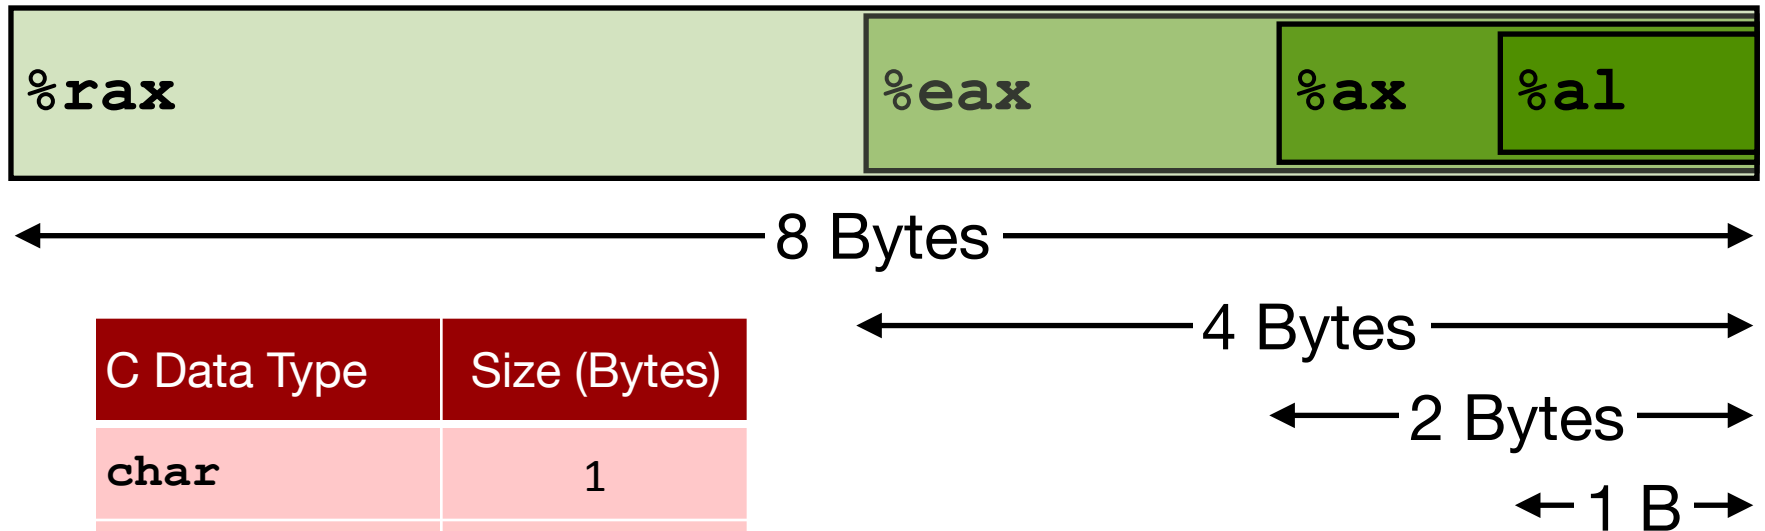 %rax %eax %ax %al
8 Bytes
4 Bytes
C Data Type Size (Bytes)
2 Bytes
char 1
1 B